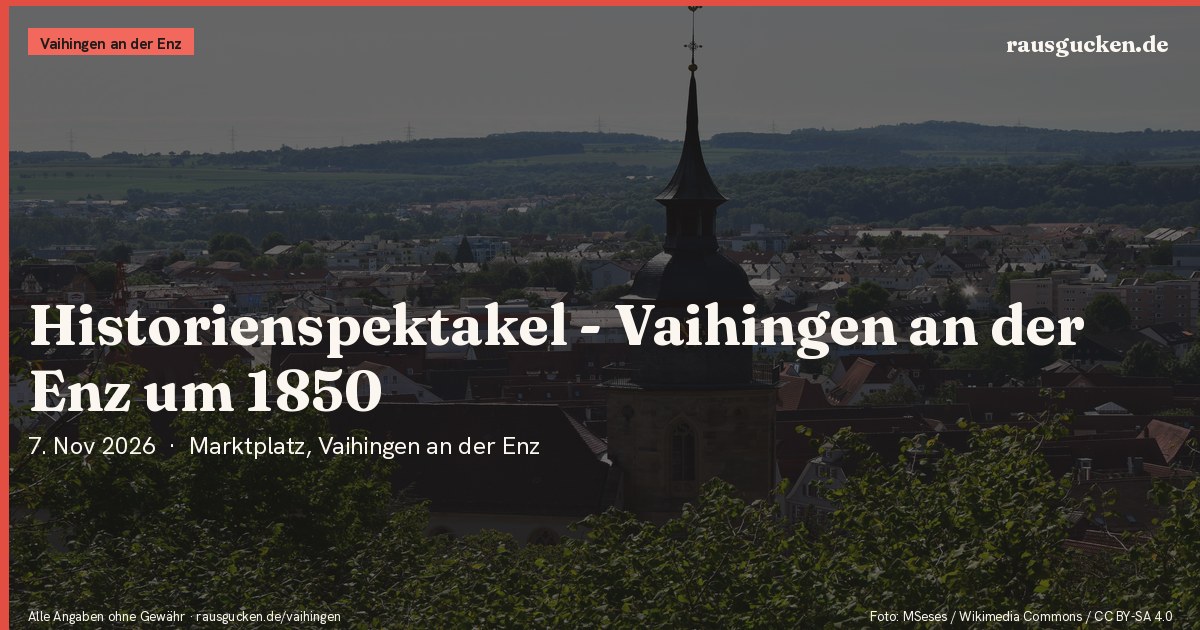 Vaihingen an der Enz
rausgucken.de
Historienspektakel - Vaihingen an der
Enz um 1850
7. Nov 2026 · Marktplatz, Vaihingen an der Enz
Alle Angaben ohne Gewähr · rausgucken.de/vaihingen
Foto: MSeses / Wikimedia Commons / CC BY-SA 4.0